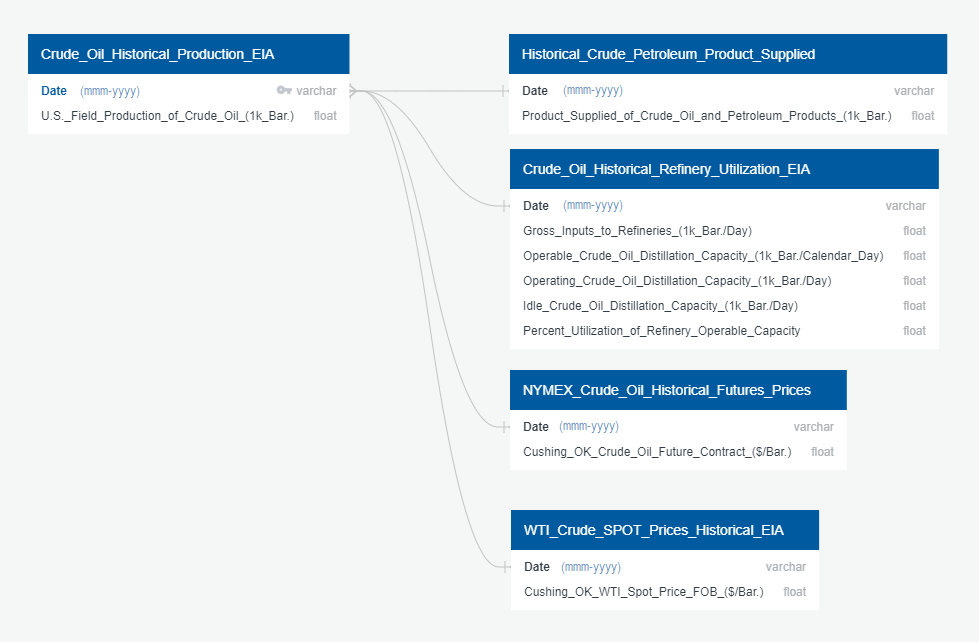 Crude_Oil_Historical_Production_EIA
Date (mmm-yyyy) varchar
U.S._Field_Production_of_Crude_Oil_(1k_Bar.) float
Historical_Crude_Petroleum_Product_Supplied
Date (mmm-yyyy) varchar
Product_Supplied_of_Crude_Oil_and_Petroleum_Products_(1k_Bar.) float
Crude_Oil_Historical_Refinery_Utilization_EIA
Date (mmm-yyyy) varchar
Gross_Inputs_to_Refineries_(1k_Bar./Day) float
Operable_Crude_Oil_Distillation_Capacity_(1k_Bar./Calendar_Day) float
Operating_Crude_Oil_Distillation_Capacity_(1k_Bar./Day) float
Idle_Crude_Oil_Distillation_Capacity_(1k_Bar./Day) float
Percent_Utilization_of_Refinery_Operable_Capacity float
NYMEX_Crude_Oil_Historical_Futures_Prices
Date (mmm-yyyy) varchar
Cushing_OK_Crude_Oil_Future_Contract_($/Bar.) float
WTI_Crude_SPOT_Prices_Historical_EIA
Date (mmm-yyyy) varchar
Cushing_OK_WTI_Spot_Price_FOB_($/Bar.) float